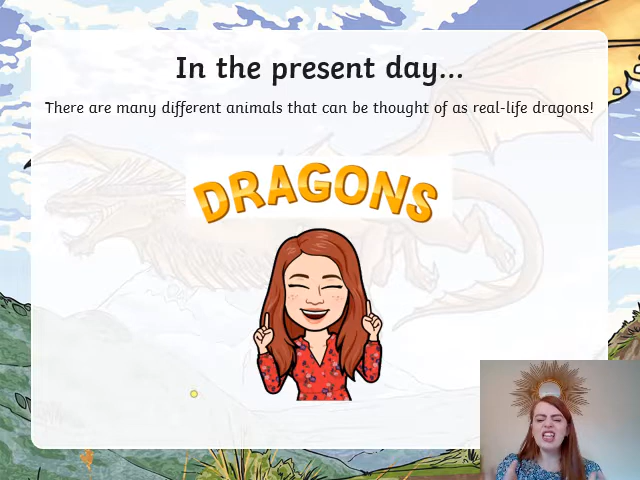 In the present day...
There are many different animals that can be thought of as real-life dragons!
DRAGONS